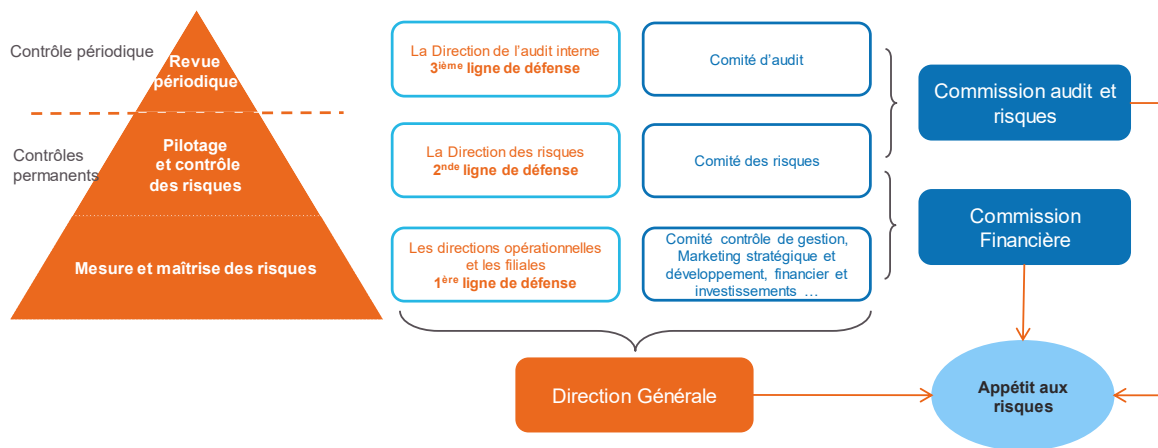 Contrôle périodique
Revue
périodique
Contrôles
permanents
Pilotage
et contrôle
des risques
Mesure et maîtrise des risques
La Direction de l'audit interne
3ième ligne de défense
Comité d'audit
La Direction des risques
2nde ligne de défense
Comité des risques
Les directions opérationnelles
et les filiales
1ère ligne de défense
Comité contrôle de gestion,
Marketing stratégique et
développement, financier et
investissements …
Commission audit et
risques
Commission
Financière
Direction Générale
Appétit aux
risques